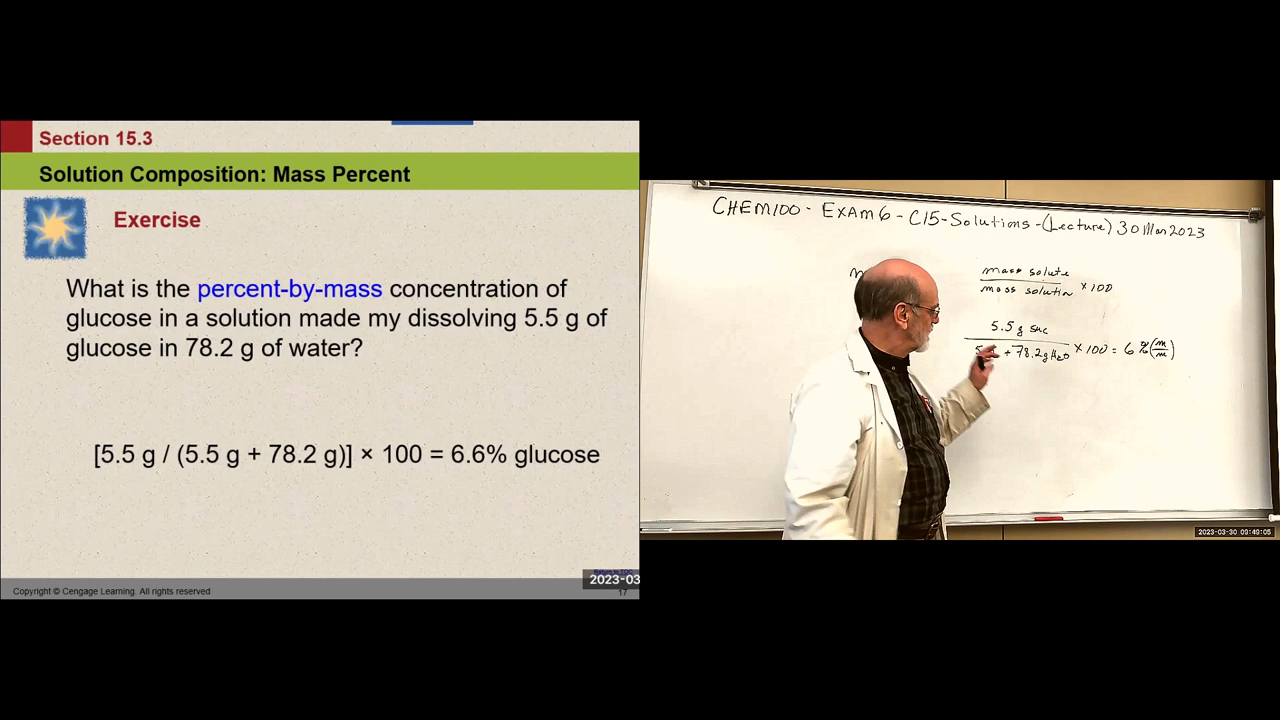 Section 15.3
Solution Composition: Mass Percent
Exercise
What is the percent-by-mass concentration of
glucose in a solution made my dissolving 5.5 g of
glucose in 78.2 g of water?
[5.5 g / (5.5 g + 78.2 g)] × 100 = 6.6% glucose
2023-03
Copyright © Cengage Learning. All rights reserved
17
CHEM100 - EXAM 6 - C15 - Solutions - (Lecture) 30 Mar 2023
mass solute
mass solution × 100
5.5 g suc
+ 78.2 g H2O × 100 = 6 % (m/m)
2023-03-30 09:49:05